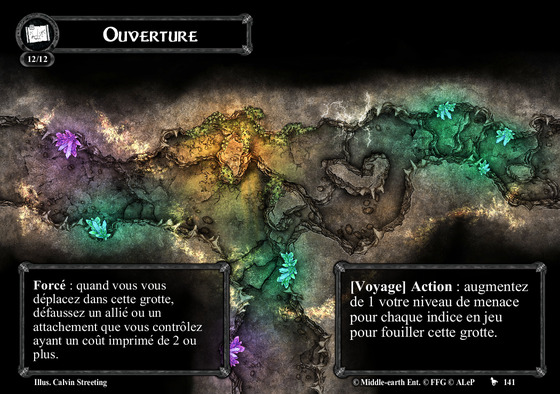 Ouverture
12/12
Forcé : quand vous vous
déplacez dans cette grotte,
défaussez un allié ou un
attachement que vous contrôlez
ayant un coût imprimé de 2 ou
plus.
[Voyage] Action : augmentez
de 1 votre niveau de menace
pour chaque indice en jeu
pour fouiller cette grotte.
Illus. Calvin Streeting
© Middle-earth Ent. © FFG © ALeP
141